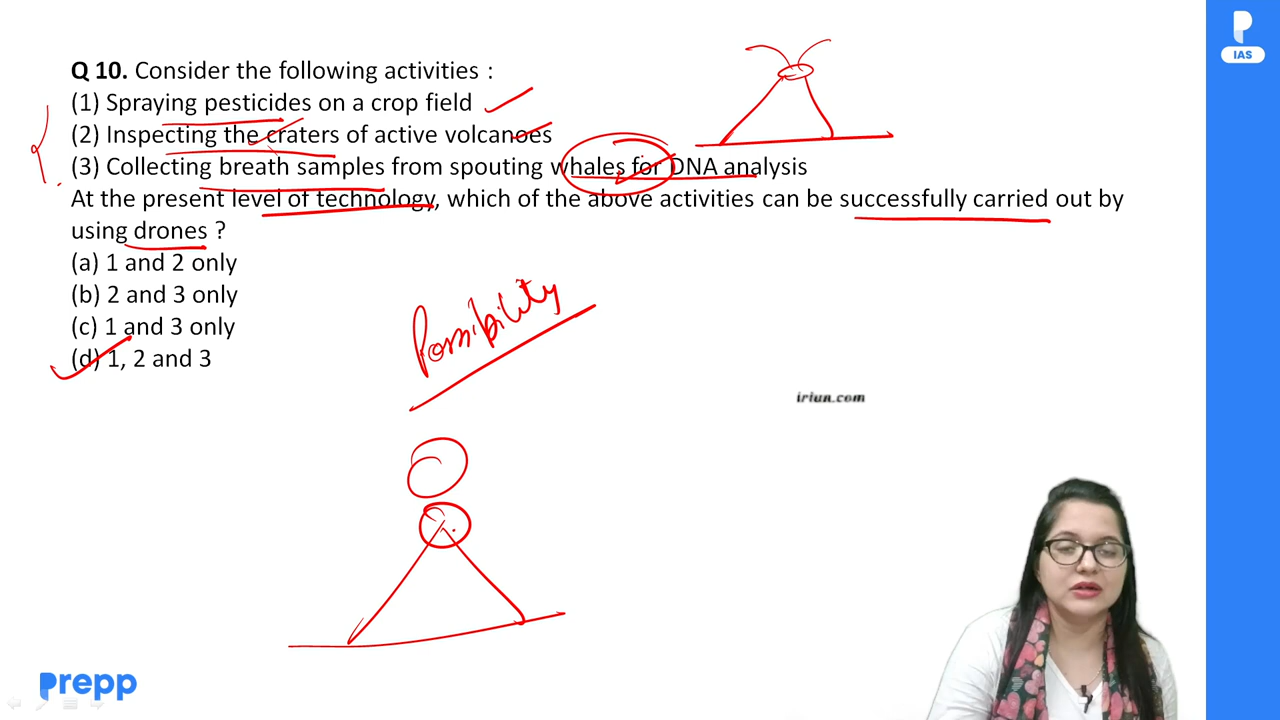 P
IAS
Q 10. Consider the following activities :
(1) Spraying pesticides on a crop field
(2) Inspecting the craters of active volcanoes
(3) Collecting breath samples from spouting whales for DNA analysis
At the present level of technology, which of the above activities can be successfully carried out by
using drones ?
(a) 1 and 2 only
(b) 2 and 3 only
(c) 1 and 3 only
(d) 1, 2 and 3
Possibility
iriun.com
Prepp